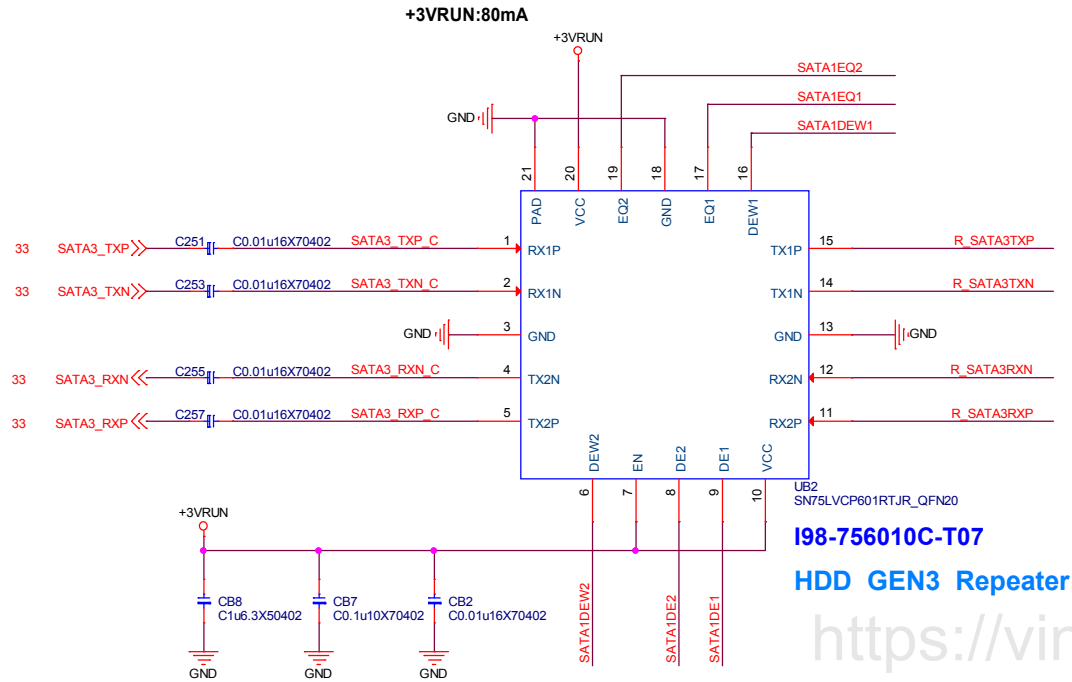 +3VRUN:80mA
+3VRUN
SATA1EQ2
SATA1EQ1
SATA1DEW1
GND
21 20 19 18 17 16
PAD VCC EQ2 GND EQ1 DEW1
33 SATA3_TXP C251 C0.01u16X70402 SATA3_TXP_C 1 RX1P TX1P 15 R_SATA3TXP
33 SATA3_TXN C253 C0.01u16X70402 SATA3_TXN_C 2 RX1N TX1N 14 R_SATA3TXN
GND 3 GND GND 13 GND
33 SATA3_RXN C255 C0.01u16X70402 SATA3_RXN_C 4 TX2N RX2N 12 R_SATA3RXN
33 SATA3_RXP C257 C0.01u16X70402 SATA3_RXP_C 5 TX2P RX2P 11 R_SATA3RXP
DEW2 EN DE2 DE1 VCC
6 7 8 9 10
UB2
SN75LVCP601RTJR_QFN20
+3VRUN
I98-756010C-T07
HDD GEN3 Repeater
CB8 CB7 CB2
C1u6.3X50402 C0.1u10X70402 C0.01u16X70402
SATA1DEW2 SATA1DE2 SATA1DE1
GND GND GND
https://vin